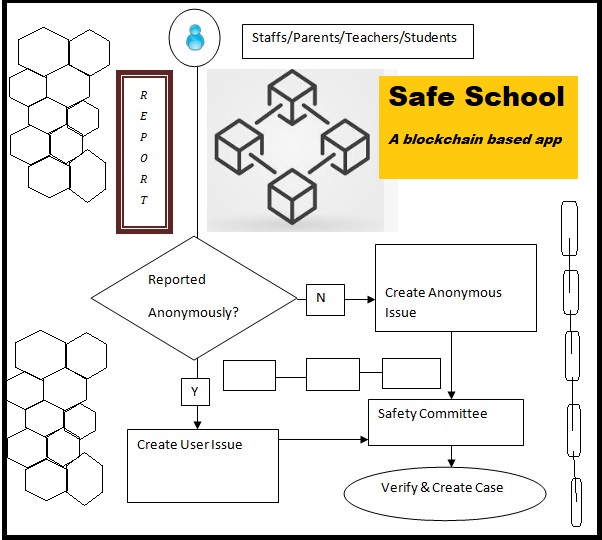 Staffs/Parents/Teachers/Students
R
E
P
O
R
T
Safe School
A blockchain based app
Reported
Anonymously?
N
Create Anonymous
Issue
Y
Safety Committee
Create User Issue
Verify & Create Case